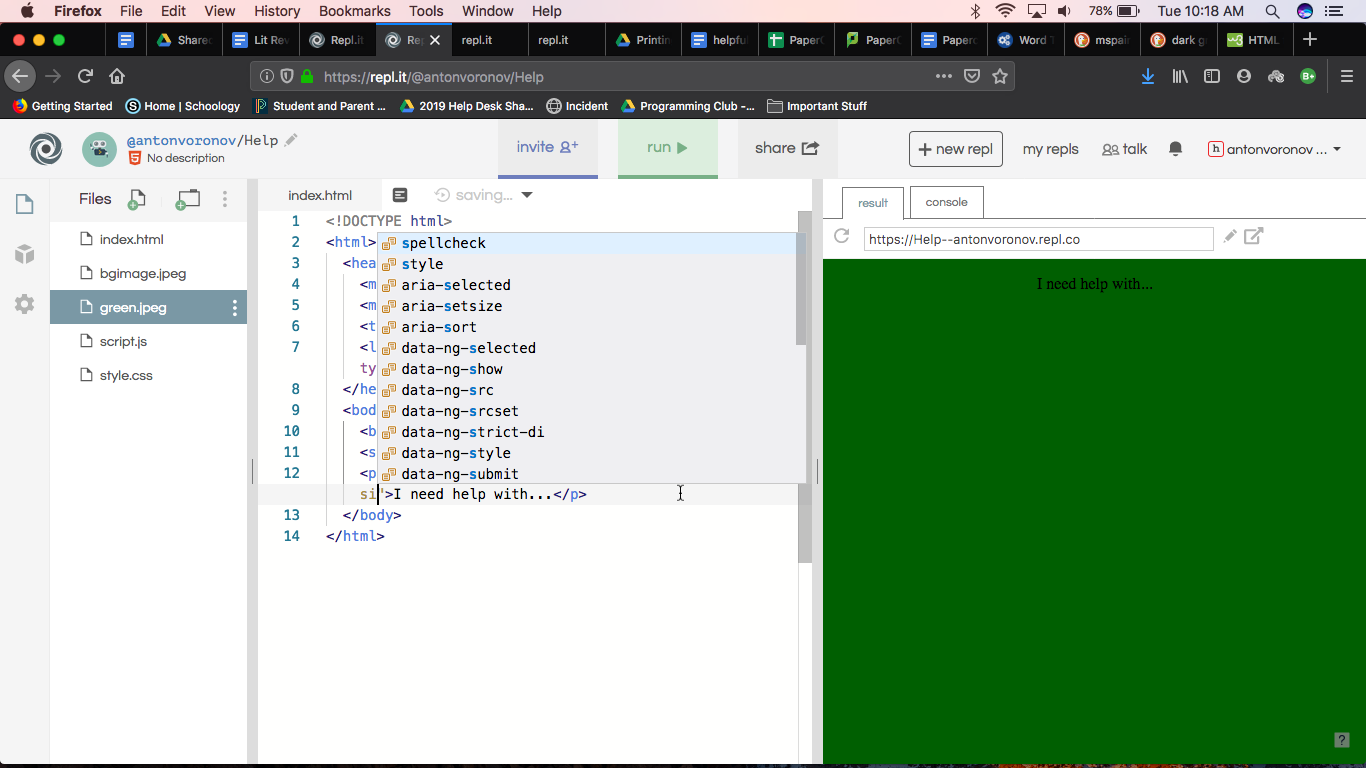 Firefox File Edit View History Bookmarks Tools Window Help 78% Tue 10:18 AM
Share Lit Rev Repl.it Rep repl.it repl.it Printin helpfu Paper Paper Paper Word T mspai dark g HTML
https://repl.it/@antonvoronov/Help
Getting Started Home | Schoology Student and Parent ... 2019 Help Desk Sha... Incident Programming Club -... Important Stuff
@antonvoronov/Help
No description
invite run share + new repl my repls talk h antonvoronov ...
Files
index.html
bgimage.jpeg
green.jpeg
script.js
style.css
index.html saving...
1 <!DOCTYPE html>
2 <html>
3 <hea
4 <m
5 <m
6 <t
7 <l
ty
8 </he
9 <bod
10 <b
11 <s
12 <p
si">I need help with...</p>
13 </body>
14 </html>
spellcheck
style
aria-selected
aria-setsize
aria-sort
data-ng-selected
data-ng-show
data-ng-src
data-ng-srcset
data-ng-strict-di
data-ng-style
data-ng-submit
result console
https://Help--antonvoronov.repl.co
I need help with...
?